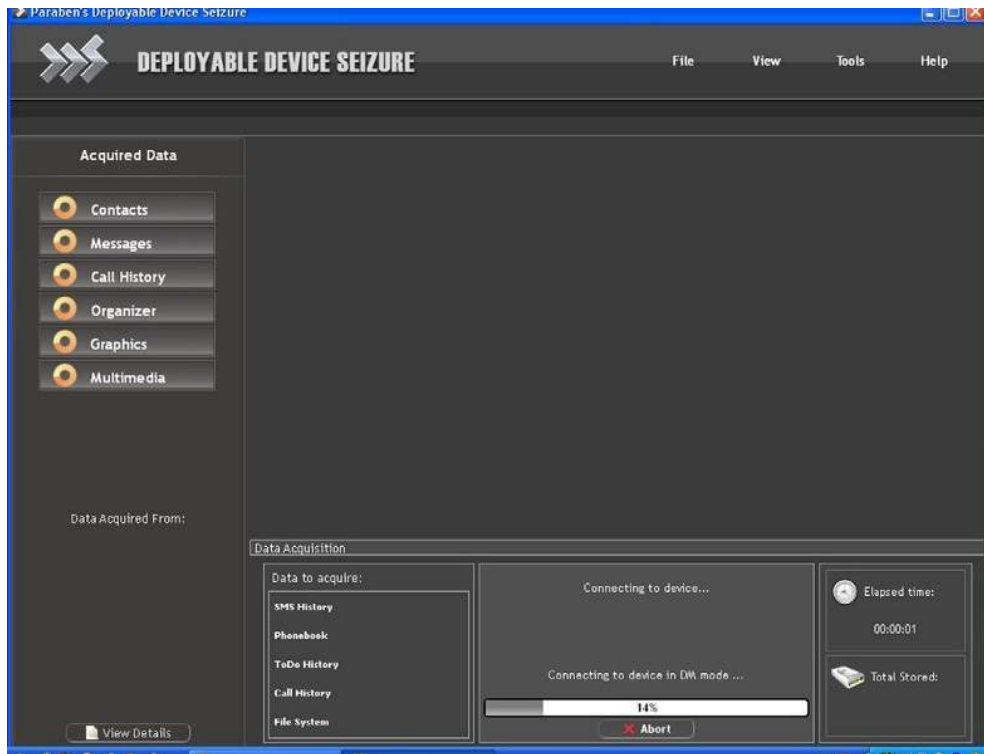 Paraben's Deployable Device Seizure
DEPLOYABLE DEVICE SEIZURE
File View Tools Help
Acquired Data
Contacts
Messages
Call History
Organizer
Graphics
Multimedia
Data Acquired From:
View Details
Data Acquisition
Data to acquire:
SMS History
Phonebook
ToDo History
Call History
File System
Connecting to device...
Connecting to device in DM mode ...
14%
Abort
Elapsed time:
00:00:01
Total Stored: